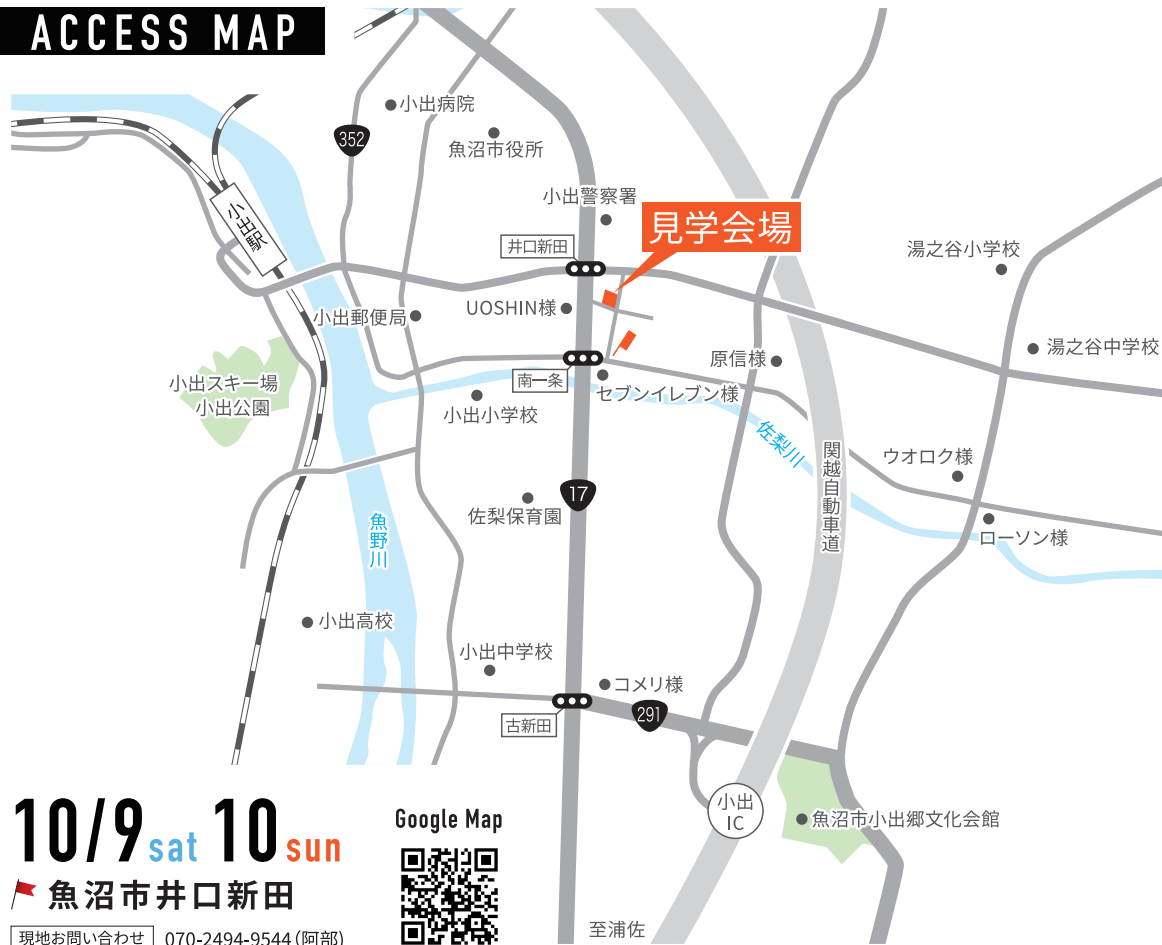 ACCESS MAP
小出病院
352
魚沼市役所
小出警察署
見学会場
小出駅
井口新田
湯之谷小学校
UOSHIN様
小出郵便局
湯之谷中学校
原信様
南一条
セブンイレブン様
小出スキー場
小出公園
小出小学校
佐梨川
関越自動車道
ウオロク様
17
佐梨保育園
魚野川
ローソン様
小出高校
小出中学校
コメリ様
291
古新田
小出
IC
魚沼市小出郷文化会館
10/9 sat 10 sun
Google Map
魚沼市井口新田
現地お問い合わせ 070-2494-9544(阿部)
至浦佐